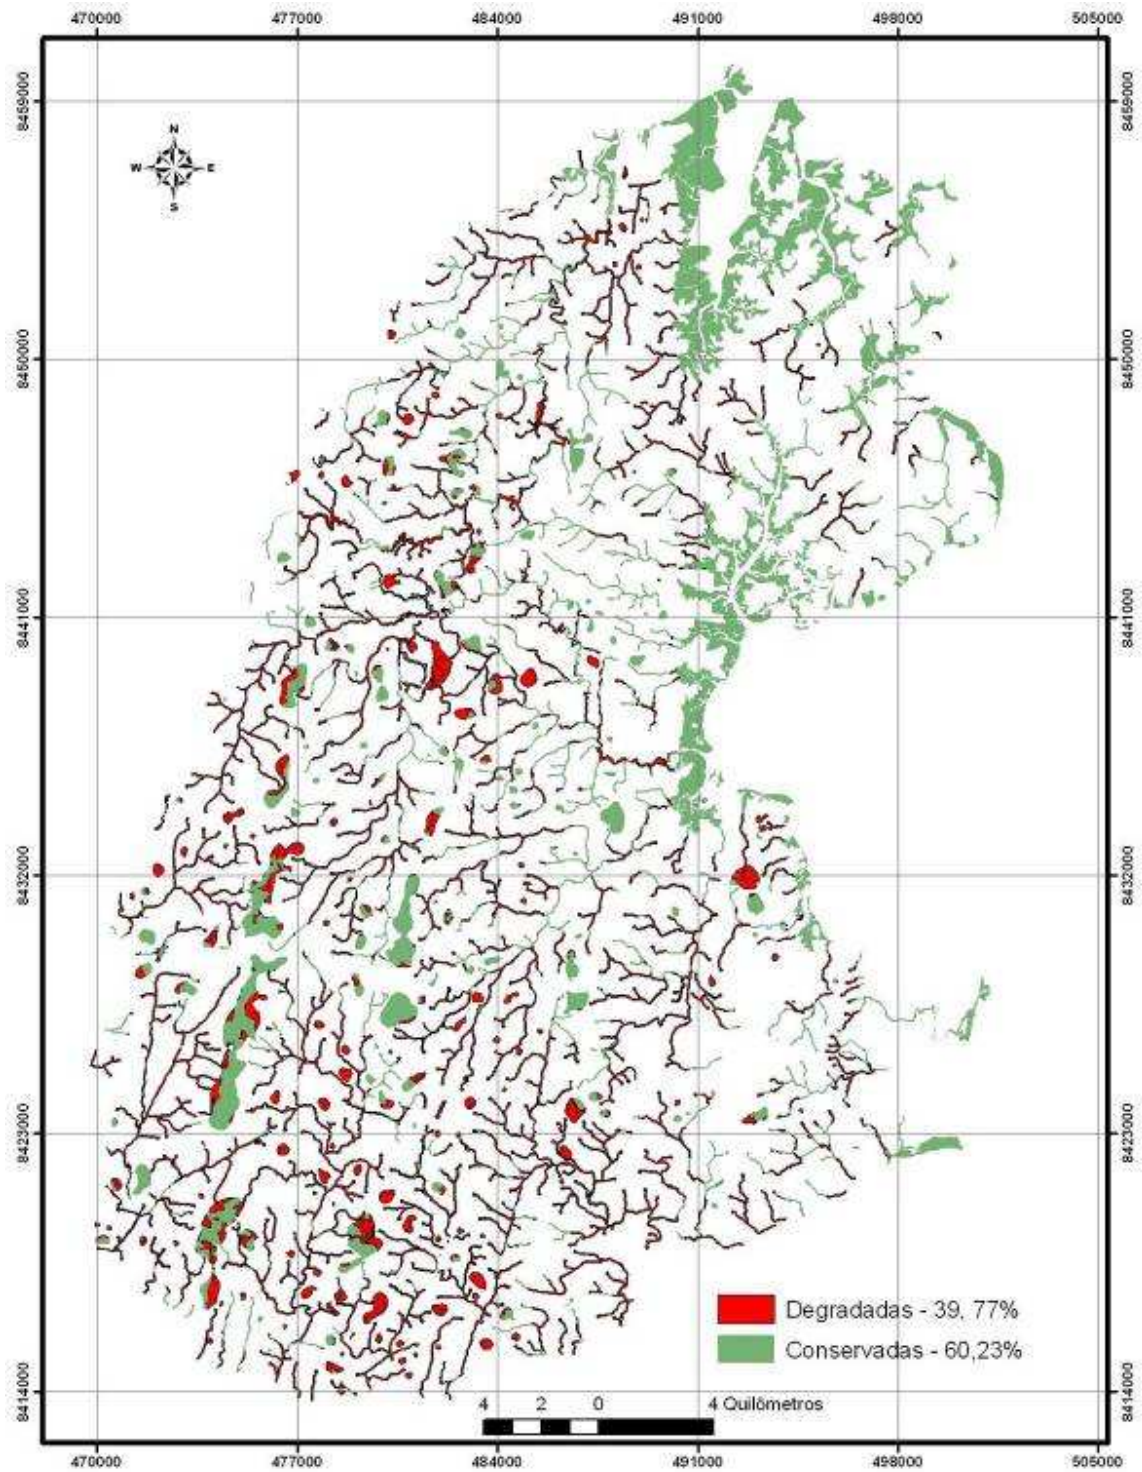 470000 477000 484000 491000 498000 505000
N
W E
S
8459000 8459000
8450000 8450000
8441000 8441000
8432000 8432000
8423000 8423000
8414000 8414000
Degradadas - 39, 77%
Conservadas - 60,23%
4 2 0 4 Quilômetros
470000 477000 484000 491000 498000 505000